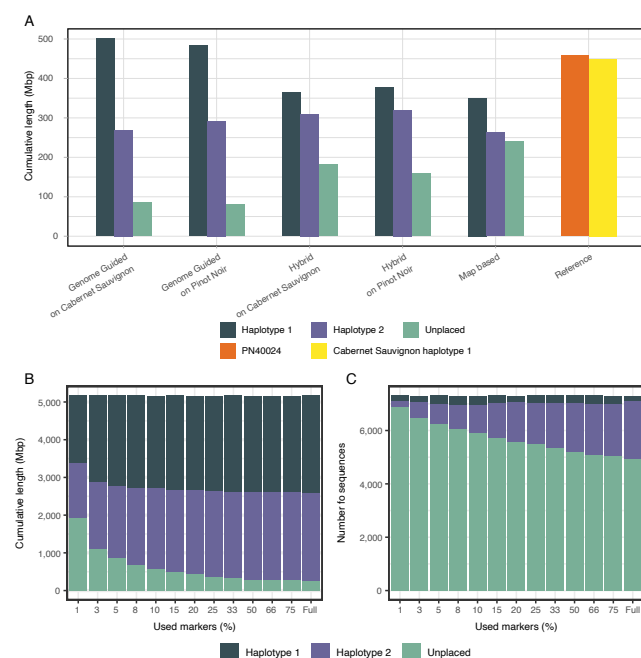 A
Cumulative length (Mbp)
500
400
300
200
100
0
Genome Guided
on Cabernet Sauvignon
Genome Guided
on Pinot Noir
Hybrid
on Cabernet Sauvignon
Hybrid
on Pinot Noir
Map based
Reference
Haplotype 1 Haplotype 2 Unplaced
PN40024 Cabernet Sauvignon haplotype 1
B
Cumulative length (Mbp)
5,000
4,000
3,000
2,000
1,000
0
1 3 5 8 10 15 20 25 33 50 66 75 Full
Used markers (%)
C
Number fo sequences
6,000
4,000
2,000
0
1 3 5 8 10 15 20 25 33 50 66 75 Full
Used markers (%)
Haplotype 1 Haplotype 2 Unplaced